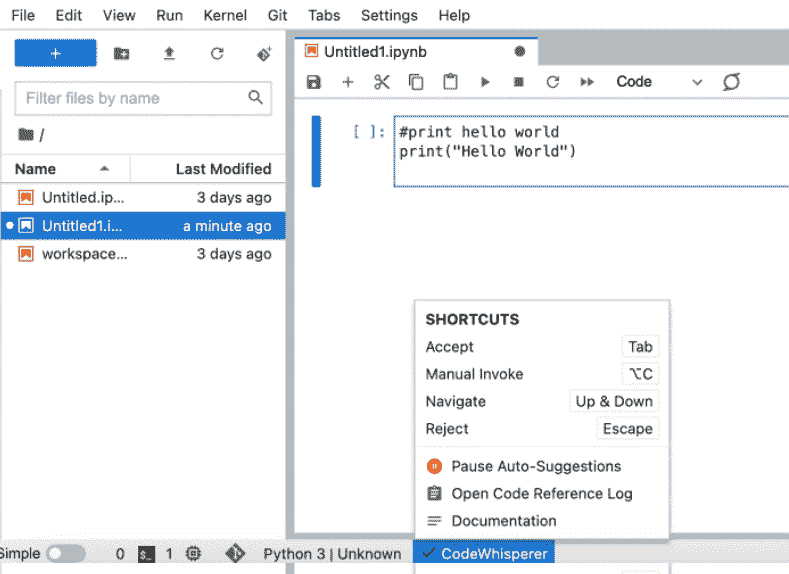 File Edit View Run Kernel Git Tabs Settings Help
+
Filter files by name
/
Name Last Modified
Untitled.ip... 3 days ago
Untitled1.i... a minute ago
workspace... 3 days ago
Untitled1.ipynb
Code
[ ]: #print hello world
print("Hello World")
SHORTCUTS
Accept Tab
Manual Invoke ⌥C
Navigate Up & Down
Reject Escape
Pause Auto-Suggestions
Open Code Reference Log
Documentation
Simple 0 $_ 1 Python 3 | Unknown ✓ CodeWhisperer